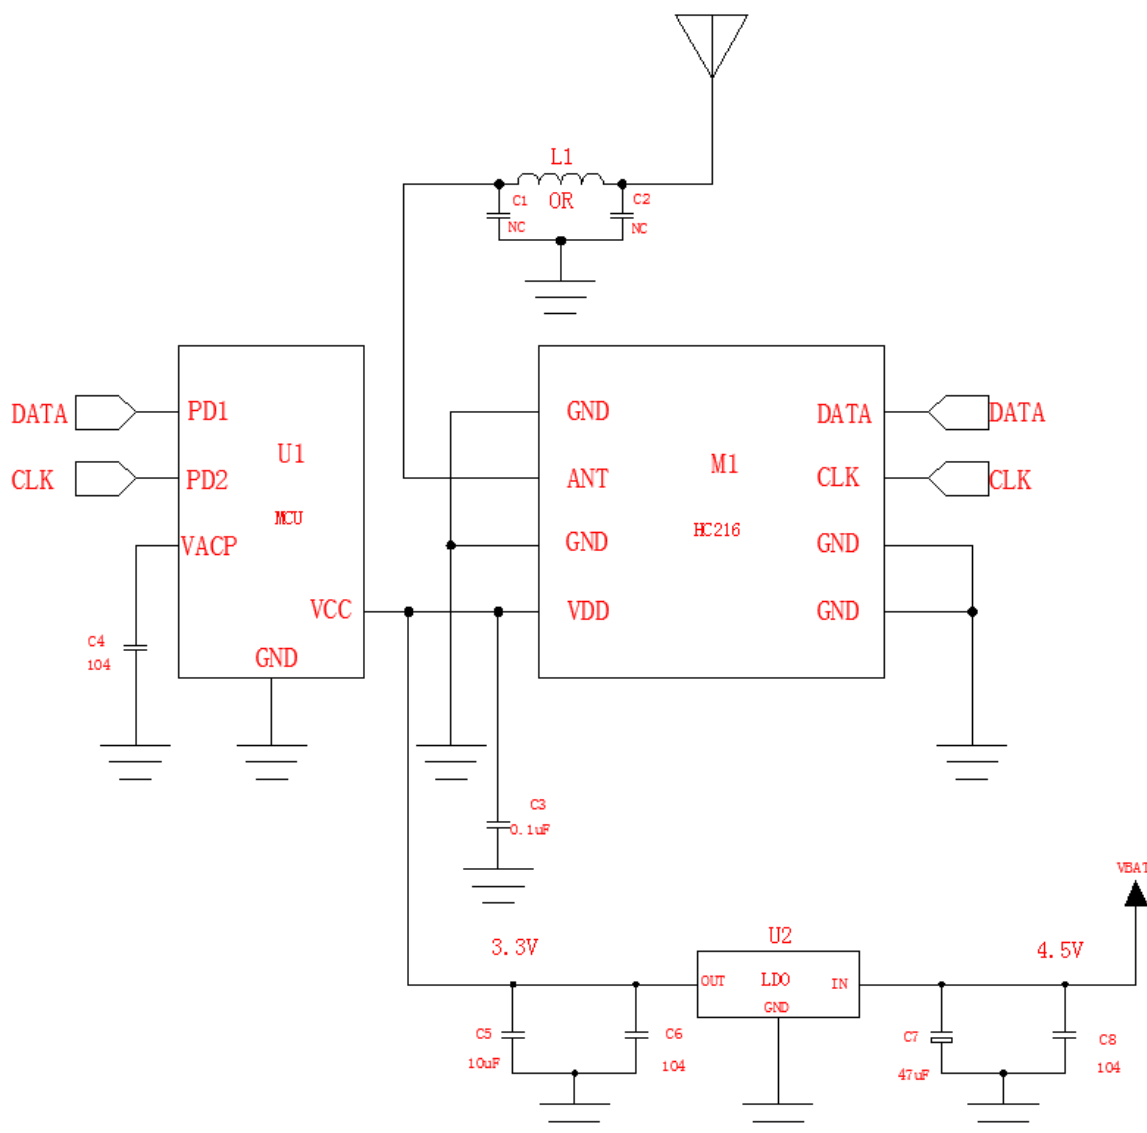 L1
C1
OR
C2
NC
NC
DATA
PD1
GND
DATA
DATA
U1
M1
CLK
PD2
ANT
CLK
CLK
MCU
HC216
VACP
GND
GND
VCC
VDD
GND
C4
104
GND
C3
0.1uF
VBAT
U2
3.3V
4.5V
OUT
LDO
IN
GND
C5
C6
C7
C8
10uF
104
47uF
104